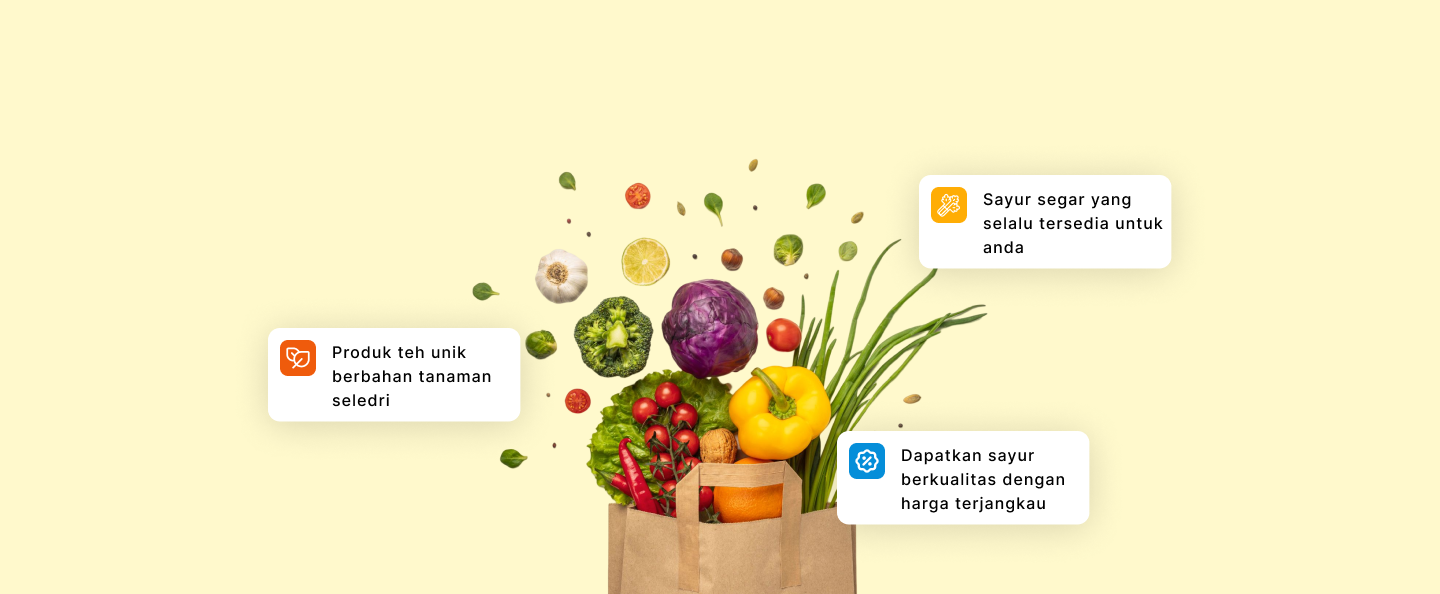 Sayur segar yang
selalu tersedia untuk
anda
Produk teh unik
berbahan tanaman
seledri
Dapatkan sayur
berkualitas dengan
harga terjangkau